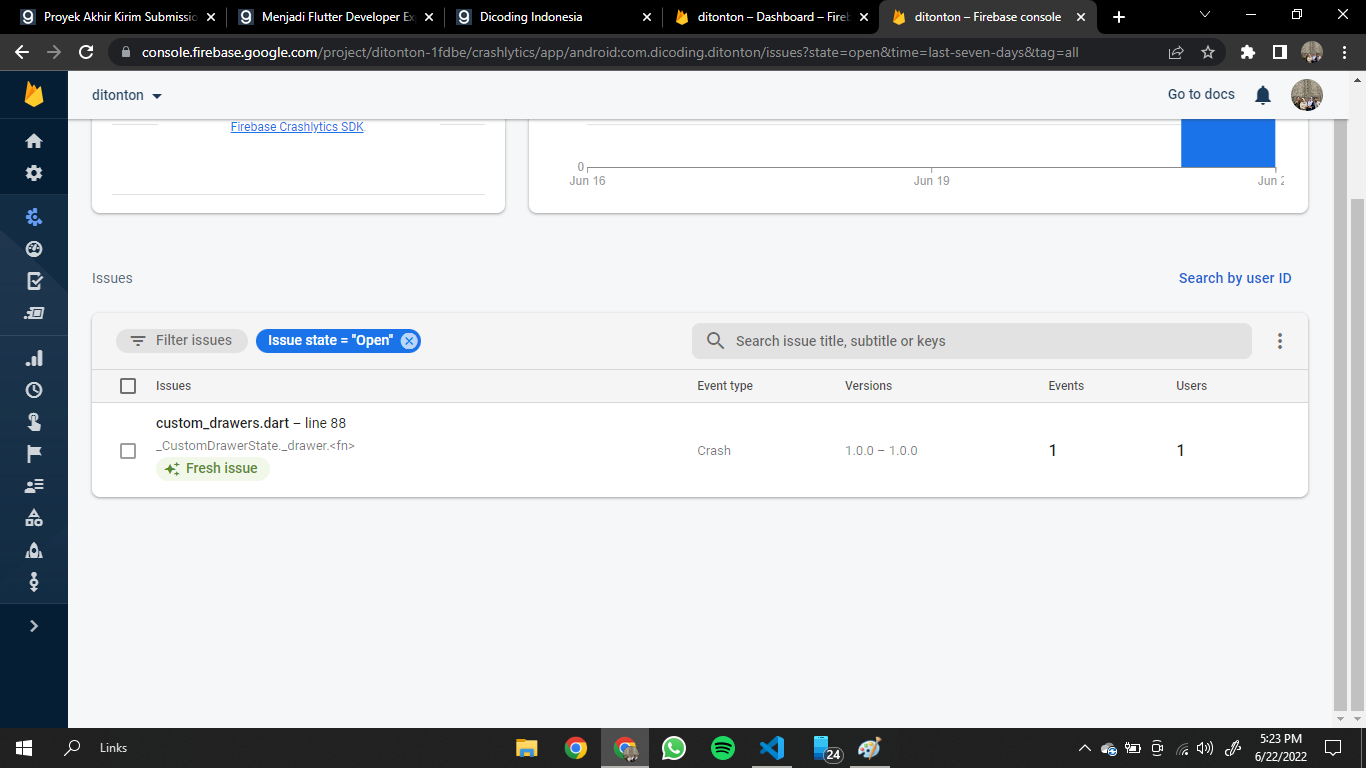 Proyek Akhir Kirim Submissio
Menjadi Flutter Developer Ex
Dicoding Indonesia
ditonton – Dashboard – Fireb
ditonton – Firebase console
console.firebase.google.com/project/ditonton-1fdbe/crashlytics/app/android:com.dicoding.ditonton/issues?state=open&time=last-seven-days&tag=all
ditonton
Go to docs
Firebase Crashlytics SDK
0
Jun 16
Jun 19
Jun 2
Issues
Search by user ID
Filter issues
Issue state = "Open"
Search issue title, subtitle or keys
Issues
Event type
Versions
Events
Users
custom_drawers.dart – line 88
_CustomDrawerState._drawer.<fn>
Fresh issue
Crash
1.0.0 – 1.0.0
1
1
Links
24
5:23 PM
6/22/2022